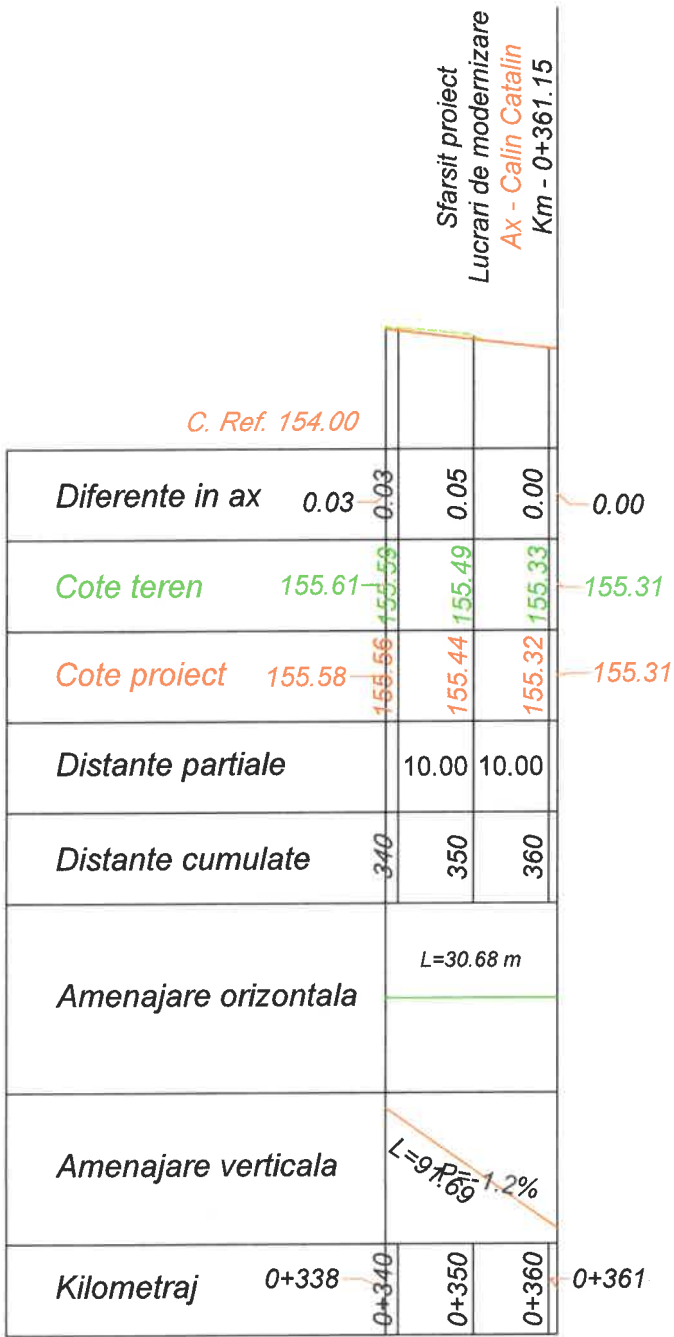 Sfarsit proiect
Lucrari de modernizare
Ax - Calin Catalin
Km - 0+361.15
C. Ref. 154.00
Diferente in ax 0.03 0.03 0.05 0.00 0.00
Cote teren 155.61 155.59 155.49 155.33 155.31
Cote proiect 155.58 155.56 155.44 155.32 155.31
Distante partiale 10.00 10.00
Distante cumulate 340 350 360
Amenajare orizontala L=30.68 m
Amenajare verticala L=91.69 P=-1.2%
Kilometraj 0+338 0+340 0+350 0+360 0+361